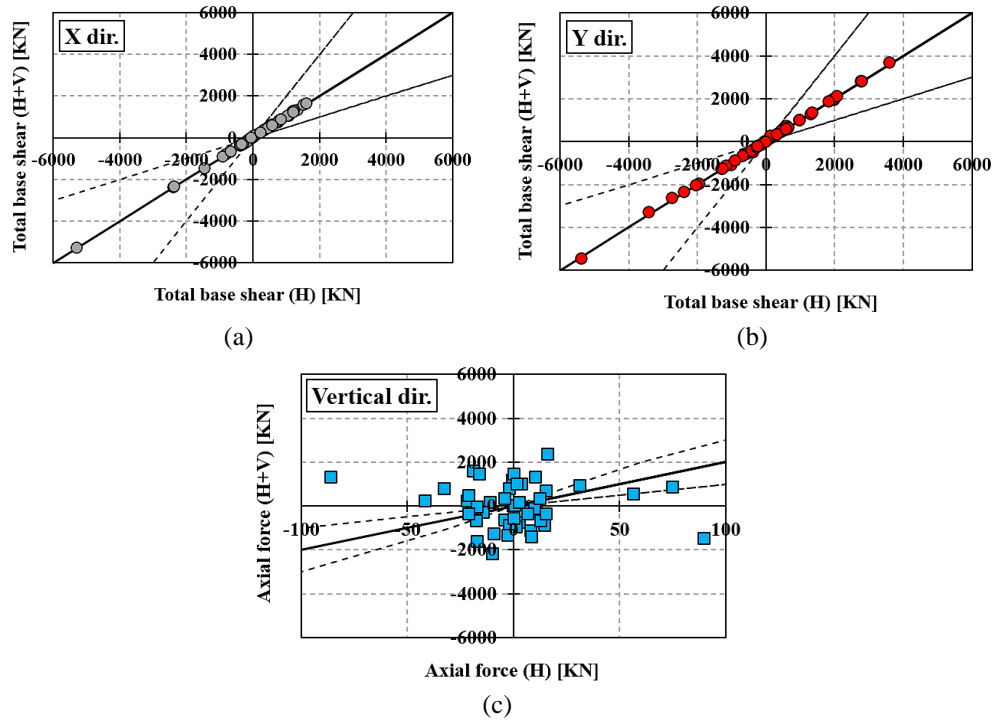 X dir.
6000
4000
2000
0
-2000
-4000
-6000
-6000 -4000 -2000 0 2000 4000 6000
Total base shear (H+V) [KN]
Total base shear (H) [KN]
(a)
Y dir.
6000
4000
2000
0
-2000
-4000
-6000
-6000 -4000 -2000 0 2000 4000 6000
Total base shear (H+V) [KN]
Total base shear (H) [KN]
(b)
Vertical dir.
6000
4000
2000
0
-2000
-4000
-6000
-100 -50 0 50 100
Axial force (H+V) [KN]
Axial force (H) [KN]
(c)